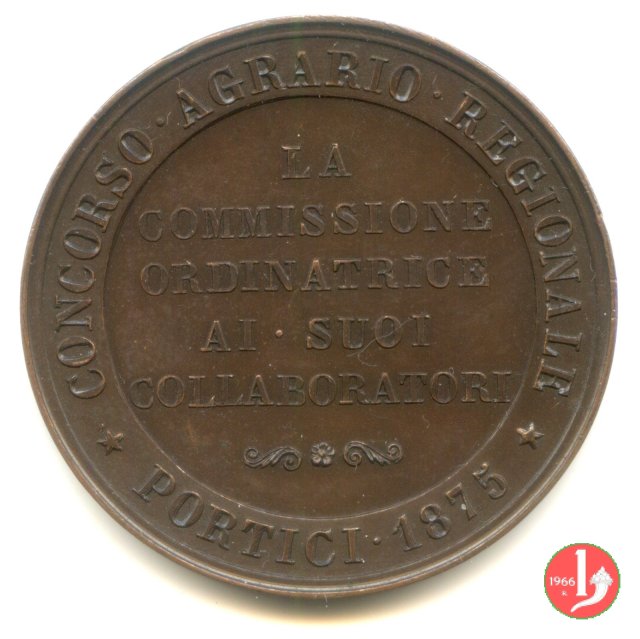 CONCORSO · AGRARIO · REGIONALE
LA
COMMISSIONE
ORDINATRICE
AI · SUOI
COLLABORATORI
PORTICI · 1875
1966